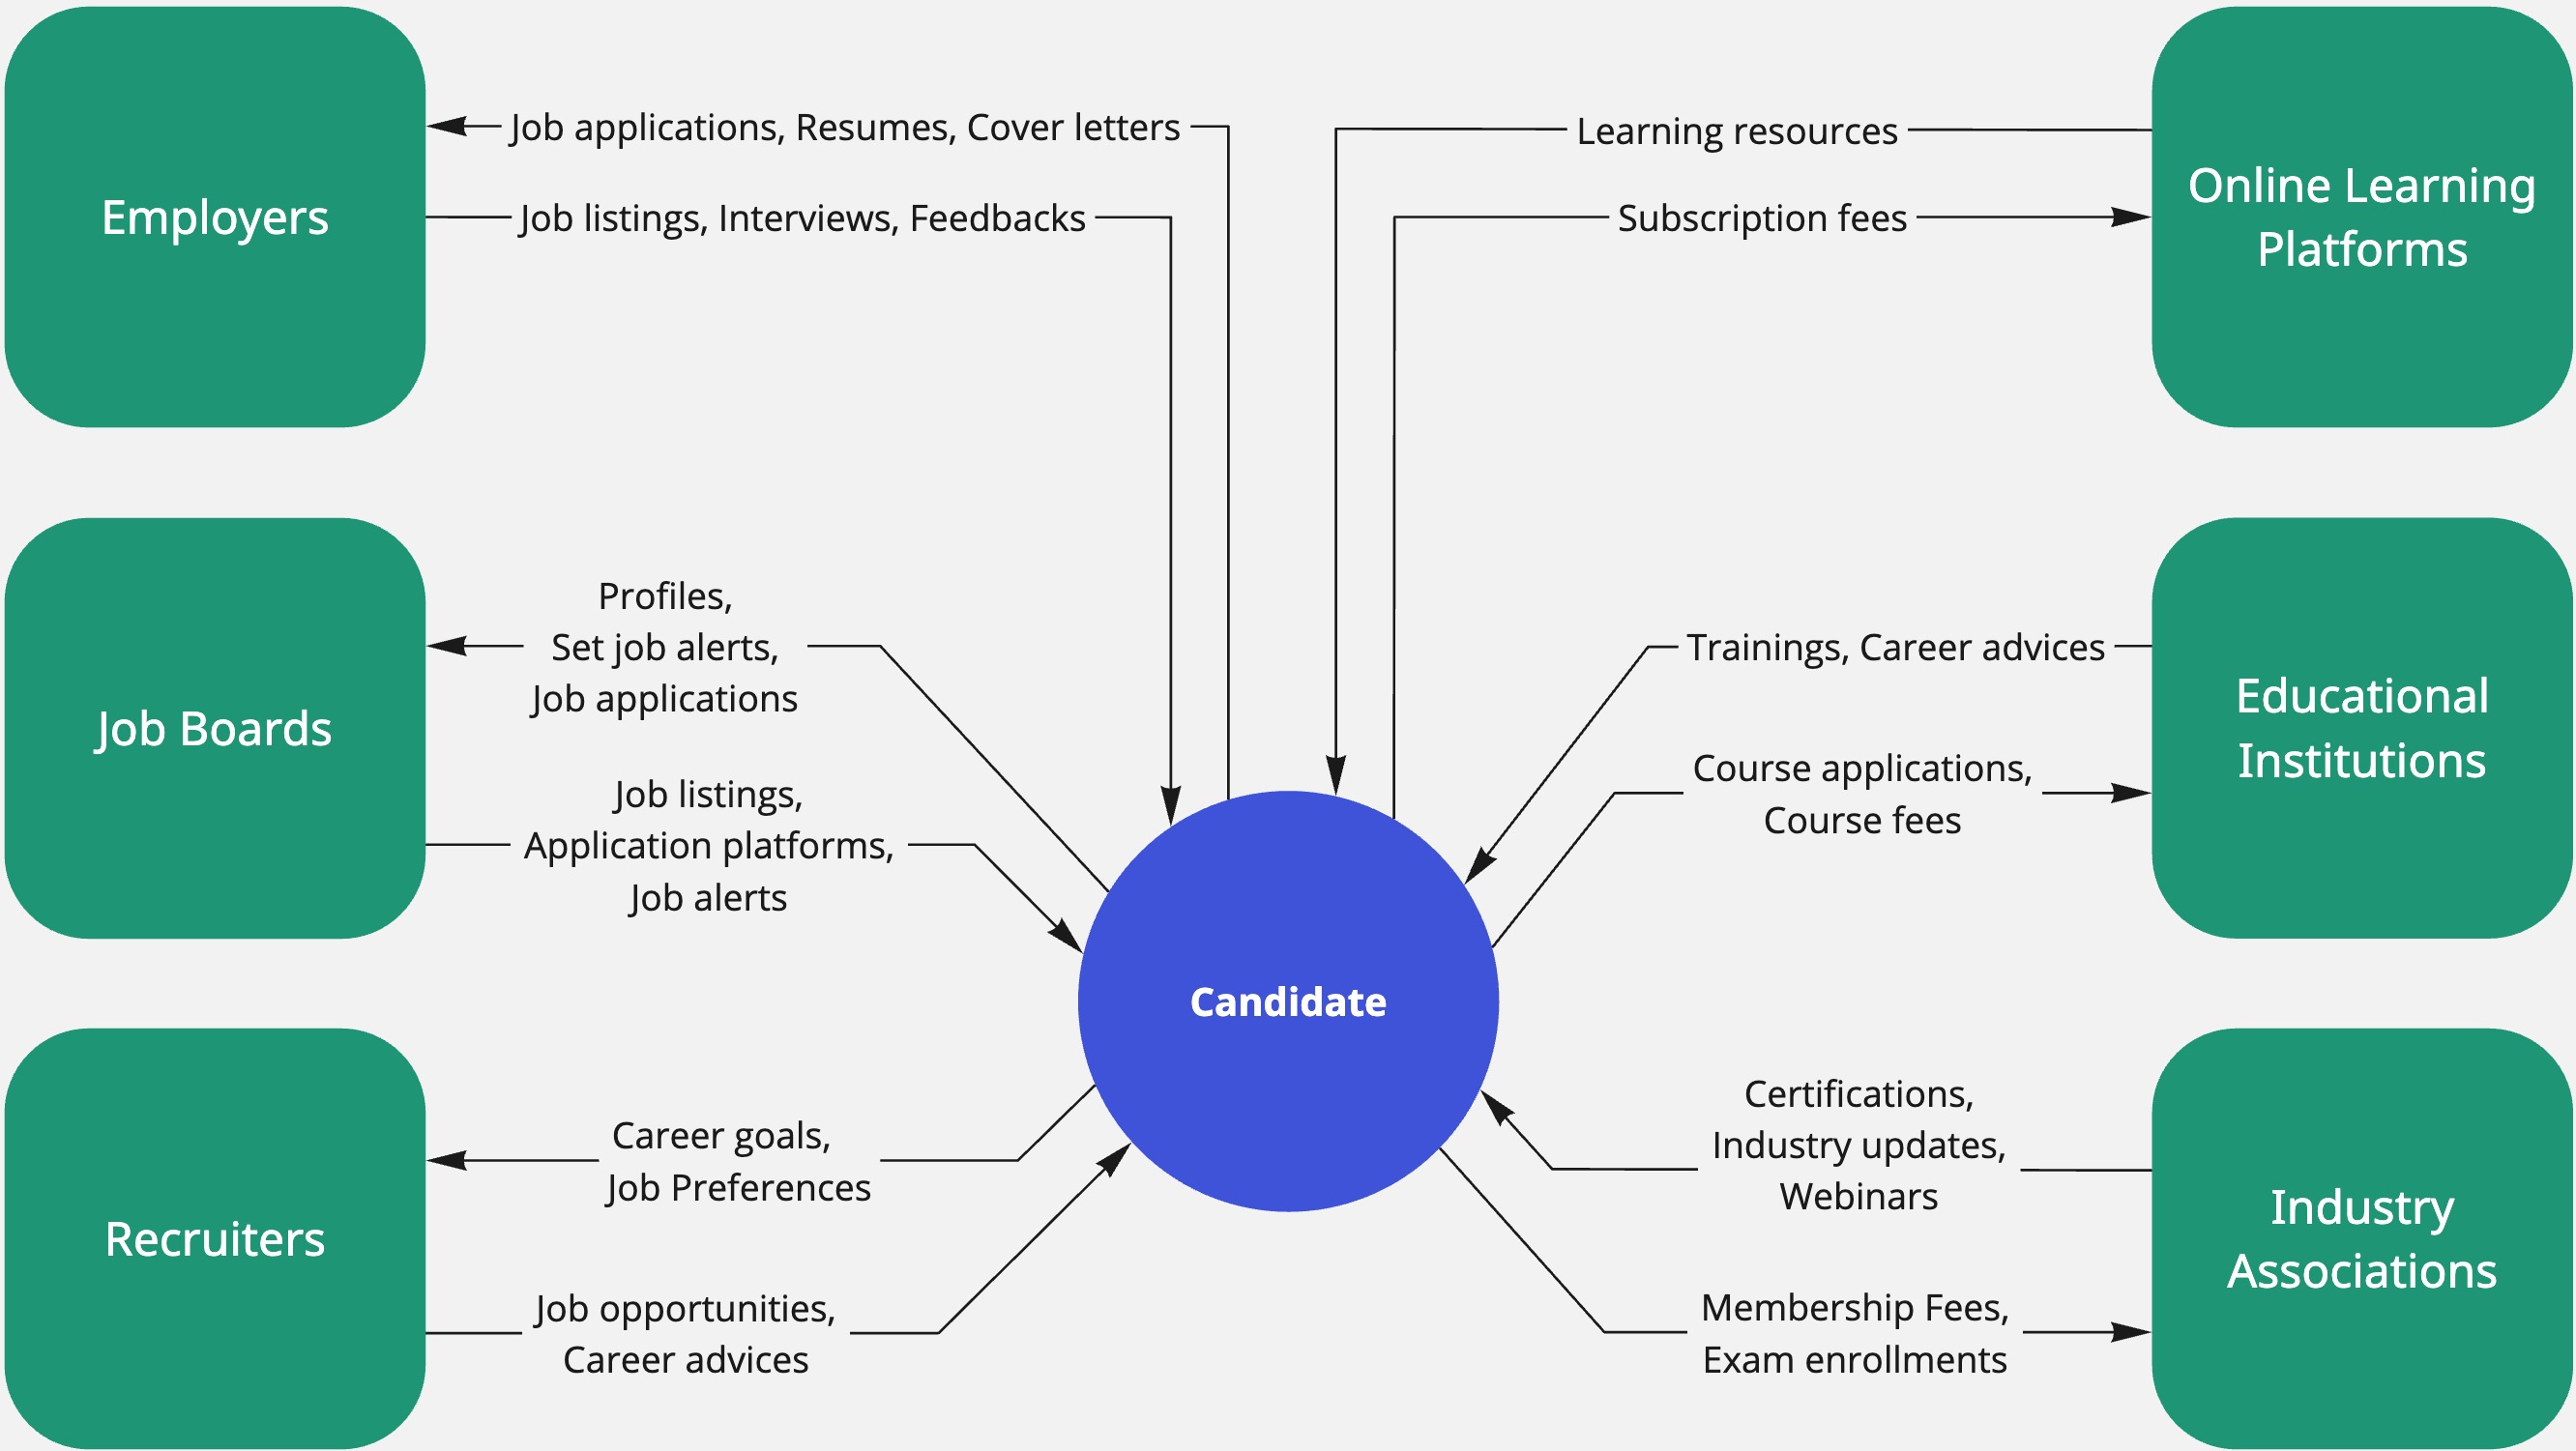 Employers
Job applications, Resumes, Cover letters
Job listings, Interviews, Feedbacks
Learning resources
Subscription fees
Online Learning
Platforms
Job Boards
Profiles,
Set job alerts,
Job applications
Job listings,
Application platforms,
Job alerts
Trainings, Career advices
Course applications,
Course fees
Educational
Institutions
Candidate
Recruiters
Career goals,
Job Preferences
Job opportunities,
Career advices
Certifications,
Industry updates,
Webinars
Membership Fees,
Exam enrollments
Industry
Associations